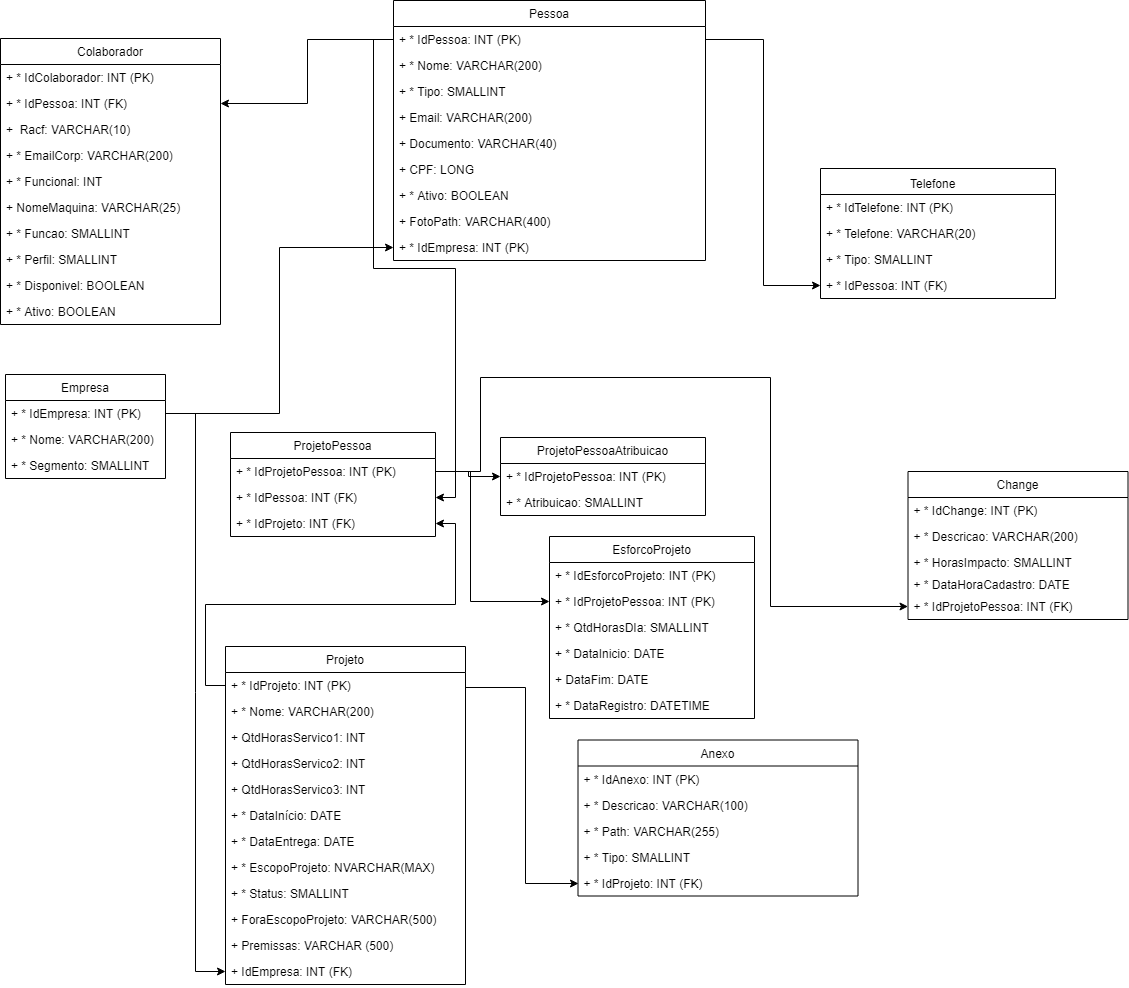 Pessoa
+ * IdPessoa: INT (PK)
+ * Nome: VARCHAR(200)
+ * Tipo: SMALLINT
+ Email: VARCHAR(200)
+ Documento: VARCHAR(40)
+ CPF: LONG
+ * Ativo: BOOLEAN
+ FotoPath: VARCHAR(400)
+ * IdEmpresa: INT (PK)
Colaborador
+ * IdColaborador: INT (PK)
+ * IdPessoa: INT (FK)
+ Racf: VARCHAR(10)
+ * EmailCorp: VARCHAR(200)
+ * Funcional: INT
+ NomeMaquina: VARCHAR(25)
+ * Funcao: SMALLINT
+ * Perfil: SMALLINT
+ * Disponivel: BOOLEAN
+ * Ativo: BOOLEAN
Telefone
+ * IdTelefone: INT (PK)
+ * Telefone: VARCHAR(20)
+ * Tipo: SMALLINT
+ * IdPessoa: INT (FK)
Empresa
+ * IdEmpresa: INT (PK)
+ * Nome: VARCHAR(200)
+ * Segmento: SMALLINT
ProjetoPessoa
+ * IdProjetoPessoa: INT (PK)
+ * IdPessoa: INT (FK)
+ * IdProjeto: INT (FK)
ProjetoPessoaAtribuicao
+ * IdProjetoPessoa: INT (PK)
+ * Atribuicao: SMALLINT
Change
+ * IdChange: INT (PK)
+ * Descricao: VARCHAR(200)
+ * HorasImpacto: SMALLINT
+ * DataHoraCadastro: DATE
+ * IdProjetoPessoa: INT (FK)
EsforcoProjeto
+ * IdEsforcoProjeto: INT (PK)
+ * IdProjetoPessoa: INT (PK)
+ * QtdHorasDIa: SMALLINT
+ * DataInicio: DATE
+ DataFim: DATE
+ * DataRegistro: DATETIME
Projeto
+ * IdProjeto: INT (PK)
+ * Nome: VARCHAR(200)
+ QtdHorasServico1: INT
+ QtdHorasServico2: INT
+ QtdHorasServico3: INT
+ * DataInício: DATE
+ * DataEntrega: DATE
+ * EscopoProjeto: NVARCHAR(MAX)
+ * Status: SMALLINT
+ ForaEscopoProjeto: VARCHAR(500)
+ Premissas: VARCHAR (500)
+ IdEmpresa: INT (FK)
Anexo
+ * IdAnexo: INT (PK)
+ * Descricao: VARCHAR(100)
+ * Path: VARCHAR(255)
+ * Tipo: SMALLINT
+ * IdProjeto: INT (FK)